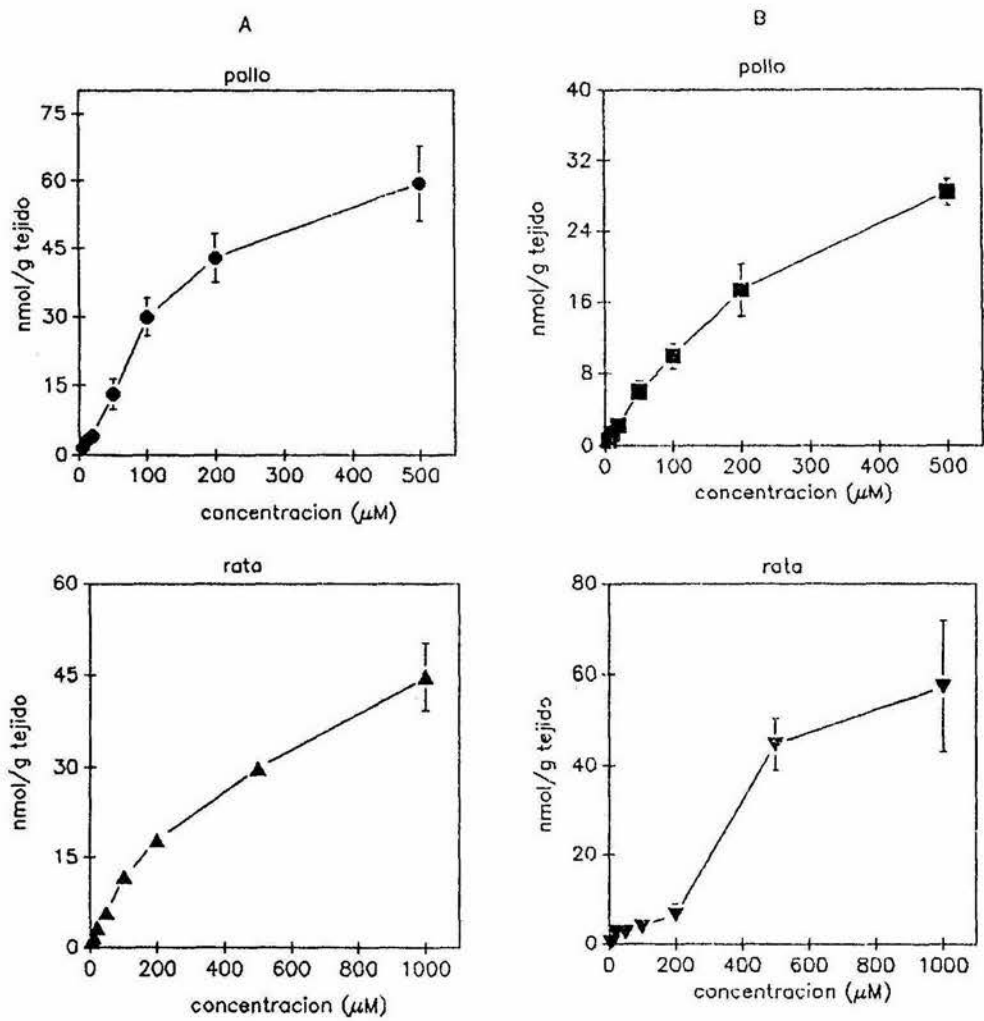 A
B
pollo
75
60
45
30
15
0
nmol/g tejido
0 100 200 300 400 500
concentracion (μM)
pollo
40
32
24
16
8
0
nmol/g tejido
0 100 200 300 400 500
concentracion (μM)
rata
60
45
30
15
0
nmol/g tejido
0 200 400 600 800 1000
concentracion (μM)
rata
80
60
40
20
0
nmol/g tejido
0 200 400 600 800 1000
concentracion (μM)